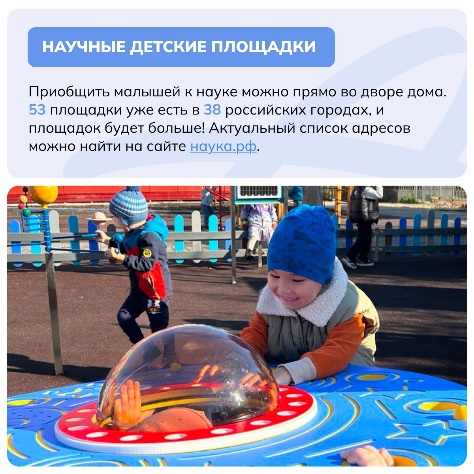 НАУЧНЫЕ ДЕТСКИЕ ПЛОЩАДКИ
Приобщить малышей к науке можно прямо во дворе дома.
53 площадки уже есть в 38 российских городах, и
площадок будет больше! Актуальный список адресов
можно найти на сайте наука.рф.